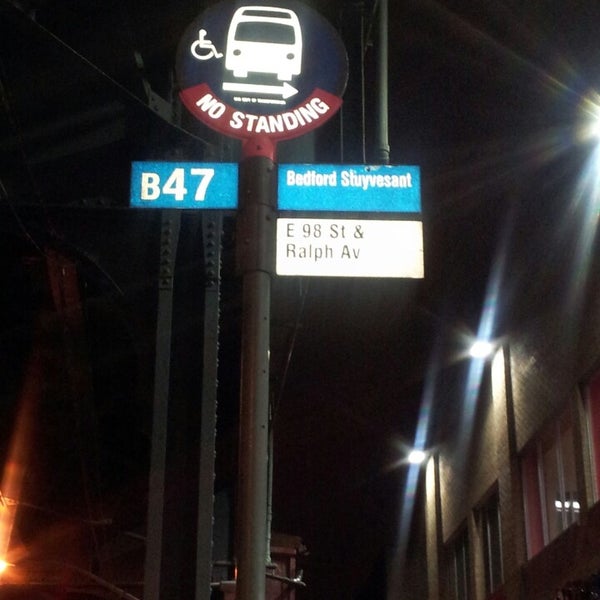 NO STANDING
B47
Bedford Stuyvesant
E 98 St &
Ralph Av